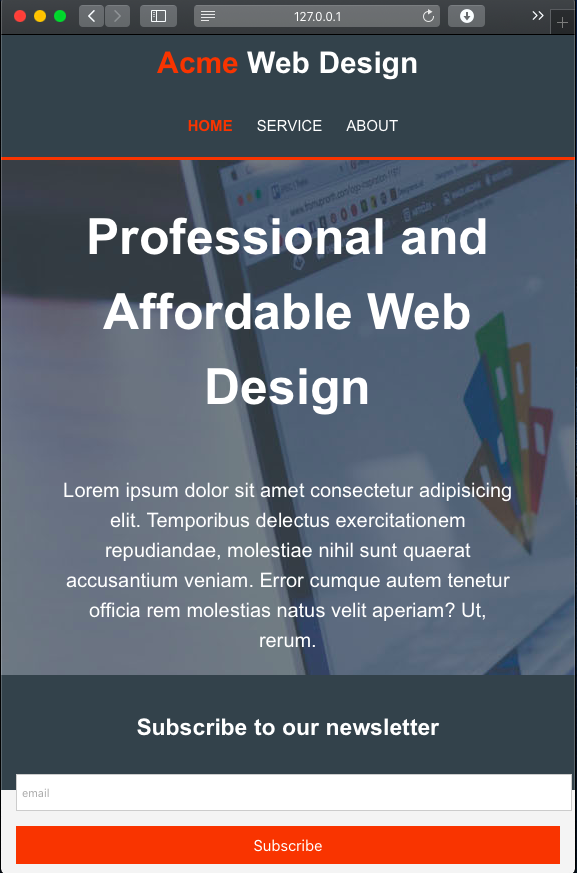 127.0.0.1
Acme Web Design
HOME SERVICE ABOUT
Professional and
Affordable Web
Design
Lorem ipsum dolor sit amet consectetur adipisicing
elit. Temporibus delectus exercitationem
repudiandae, molestiae nihil sunt quaerat
accusantium veniam. Error cumque autem tenetur
officia rem molestias natus velit aperiam? Ut,
rerum.
Subscribe to our newsletter
email
Subscribe